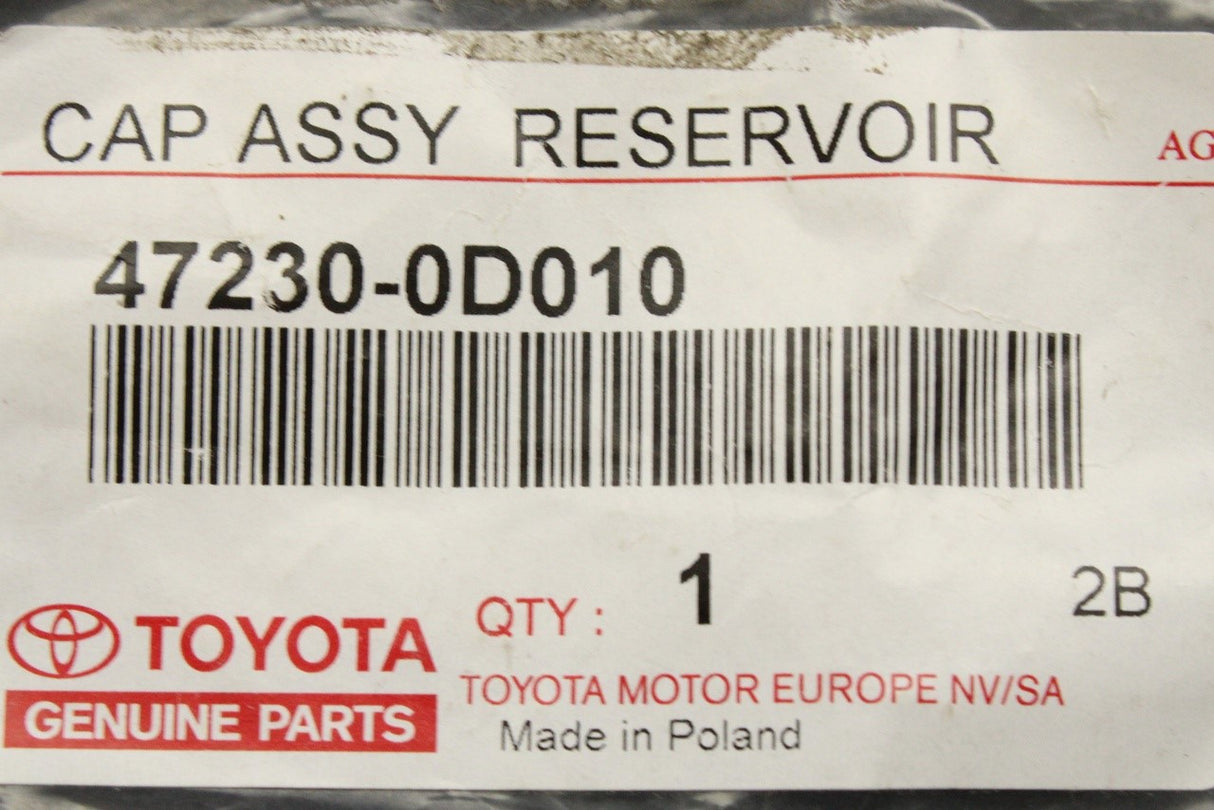 CAP ASSY RESERVOIR
AG
47230-0D010
QTY : 1
2B
TOYOTA
GENUINE PARTS
TOYOTA MOTOR EUROPE NV/SA
Made in Poland